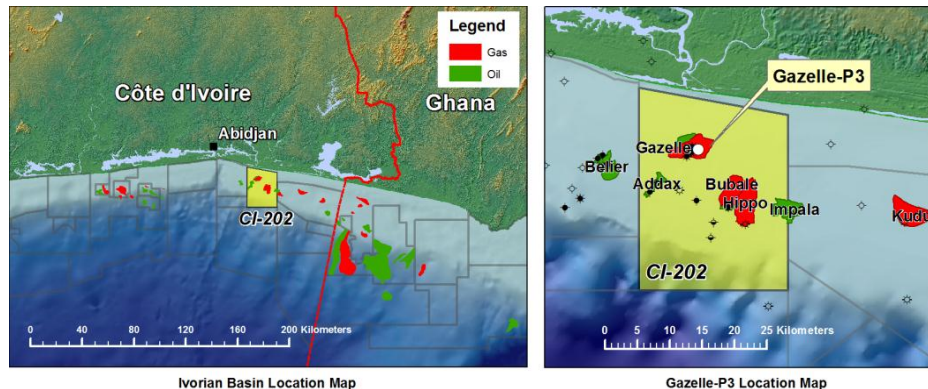 Legend
Gas
Oil
Côte d'Ivoire
Ghana
Abidjan
CI-202
0 40 80 120 160 200 Kilometers
Ivorian Basin Location Map
Gazelle-P3
Gazelle
Belier
Addax
Bubale
Hippo
Impala
Kudu
CI-202
0 5 10 15 20 25 Kilometers
Gazelle-P3 Location Map